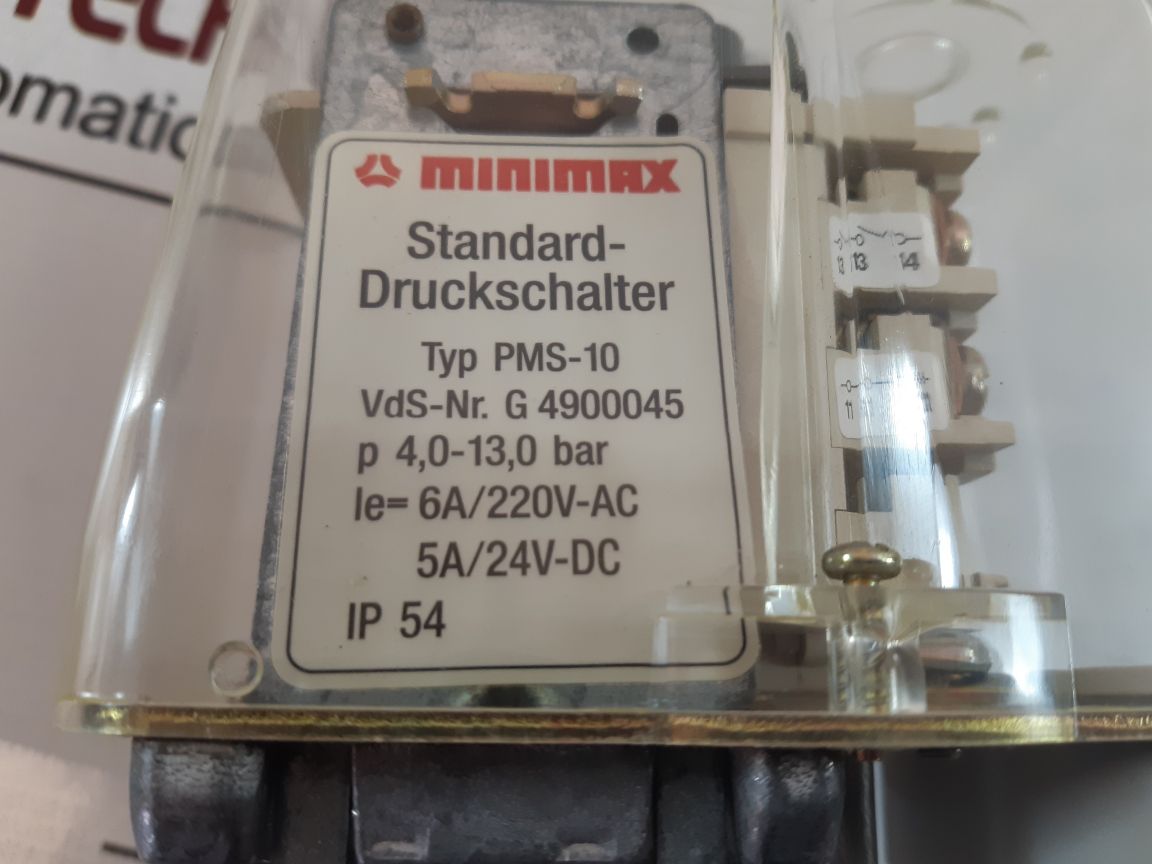 MINIMAX
Standard-
Druckschalter
Typ PMS-10
VdS-Nr. G 4900045
p 4,0-13,0 bar
Ie= 6A/220V-AC
5A/24V-DC
IP 54
13 14
11